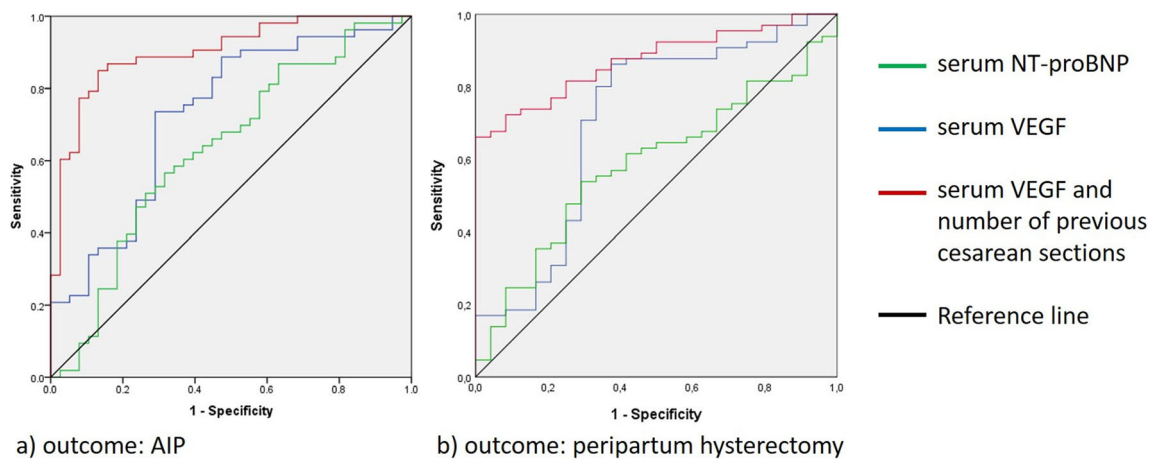 1.0
0.8
0.6
0.4
0.2
0.0
Sensitivity
0.0 0.2 0.4 0.6 0.8 1.0
1 - Specificity
a) outcome: AIP
1,0
0,8
0,6
0,4
0,2
0,0
Sensitivity
0,0 0,2 0,4 0,6 0,8 1,0
1 - Specificity
b) outcome: peripartum hysterectomy
serum NT-proBNP
serum VEGF
serum VEGF and
number of previous
cesarean sections
Reference line